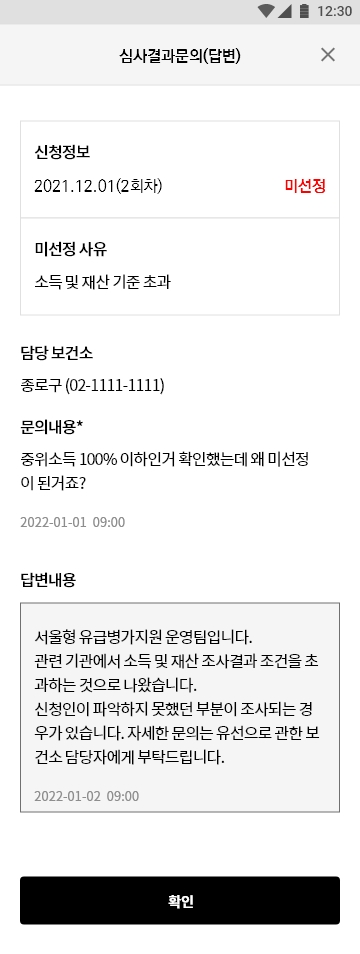 12:30
심사결과문의(답변)
신청정보
2021.12.01(2회차) 미선정
미선정 사유
소득 및 재산 기준 초과
담당 보건소
종로구 (02-1111-1111)
문의내용*
중위소득 100% 이하인거 확인했는데 왜 미선정
이 된거죠?
2022-01-01 09:00
답변내용
서울형 유급병가지원 운영팀입니다.
관련 기관에서 소득 및 재산 조사결과 조건을 초
과하는 것으로 나왔습니다.
신청인이 파악하지 못했던 부분이 조사되는 경
우가 있습니다. 자세한 문의는 유선으로 관한 보
건소 담당자에게 부탁드립니다.
2022-01-02 09:00
확인